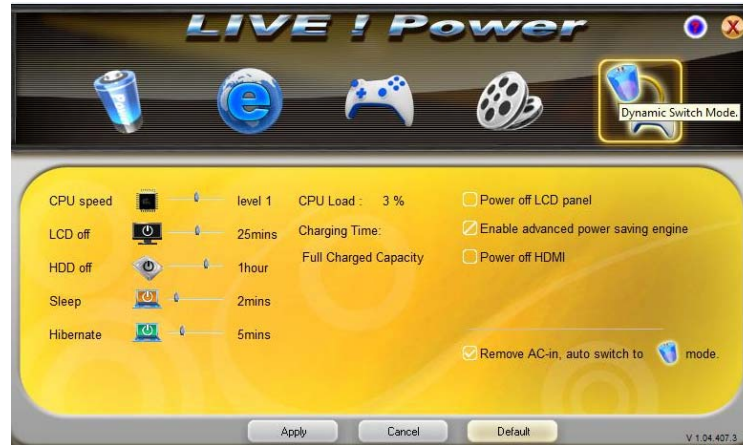 LIVE ! Power
Power
Dynamic Switch Mode.
CPU speed
level 1
CPU Load : 3 %
Power off LCD panel
LCD off
25mins
Charging Time:
Enable advanced power saving engine
HDD off
1hour
Full Charged Capacity
Power off HDMI
Sleep
2mins
Hibernate
5mins
Remove AC-in, auto switch to mode.
Apply
Cancel
Default
V 1.04.407.3